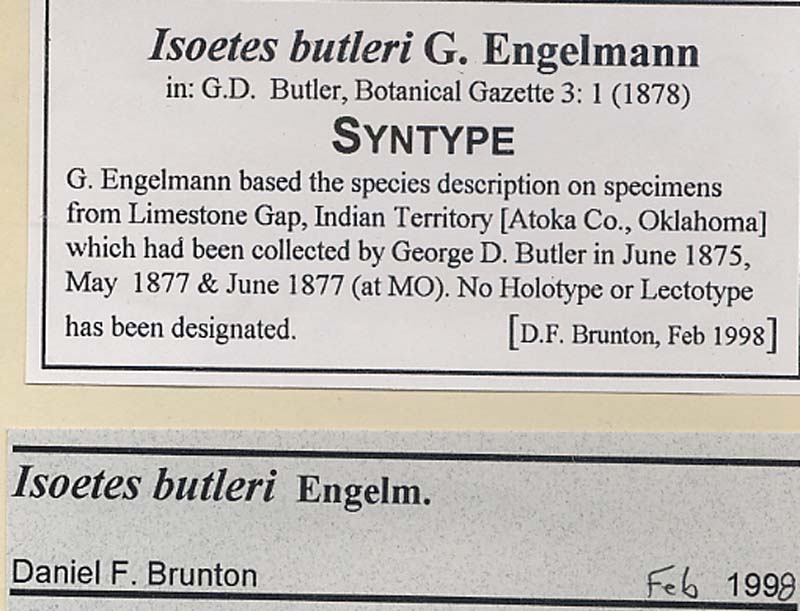 Isoetes butleri G. Engelmann
in: G.D. Butler, Botanical Gazette 3: 1 (1878)
SYNTYPE
G. Engelmann based the species description on specimens
from Limestone Gap, Indian Territory [Atoka Co., Oklahoma]
which had been collected by George D. Butler in June 1875,
May 1877 & June 1877 (at MO). No Holotype or Lectotype
has been designated. [D.F. Brunton, Feb 1998]
Isoetes butleri Engelm.
Daniel F. Brunton Feb 1998